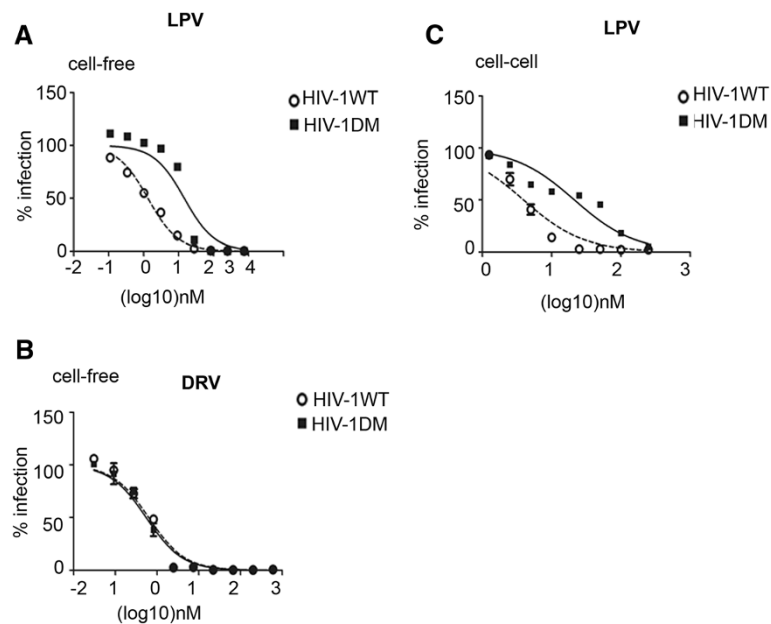 A
LPV
cell-free
HIV-1WT
HIV-1DM
150
100
50
0
% infection
-2 -1 0 1 2 3 4
(log10)nM
C
LPV
cell-cell
HIV-1WT
HIV-1DM
150
100
50
0
% infection
0 1 2 3
(log10)nM
B
cell-free
DRV
HIV-1WT
HIV-1DM
150
100
50
0
% infection
-2 1 0 1 2 3
(log10)nM